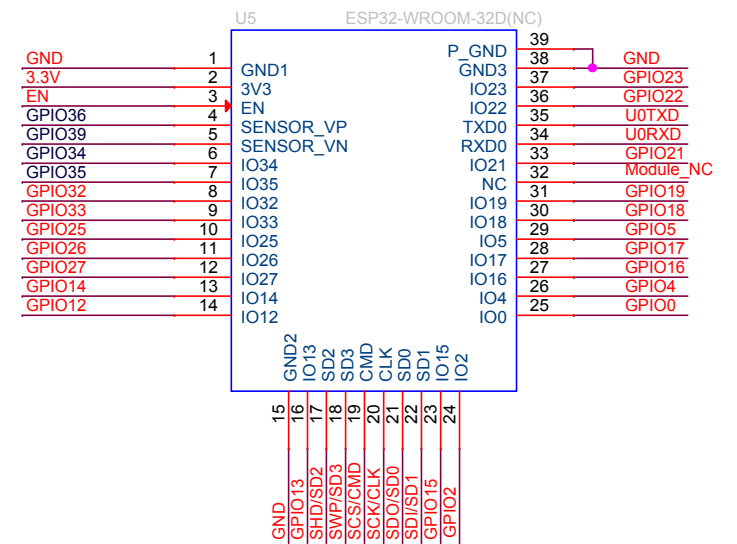 U5 ESP32-WROOM-32D(NC)
39
P_GND
GND 1 GND1 GND3 38 GND
3.3V 2 3V3 IO23 37 GPIO23
EN 3 EN IO22 36 GPIO22
GPIO36 4 SENSOR_VP TXD0 35 U0TXD
GPIO39 5 SENSOR_VN RXD0 34 U0RXD
GPIO34 6 IO34 IO21 33 GPIO21
GPIO35 7 IO35 NC 32 Module_NC
GPIO32 8 IO32 IO19 31 GPIO19
GPIO33 9 IO33 IO18 30 GPIO18
GPIO25 10 IO25 IO5 29 GPIO5
GPIO26 11 IO26 IO17 28 GPIO17
GPIO27 12 IO27 IO16 27 GPIO16
GPIO14 13 IO14 IO4 26 GPIO4
GPIO12 14 IO12 IO0 25 GPIO0
GND2 IO13 SD2 SD3 CMD CLK SD0 SD1 IO15 IO2
15 16 17 18 19 20 21 22 23 24
GND GPIO13 SHD/SD2 SWP/SD3 SCS/CMD SCK/CLK SDO/SD0 SDI/SD1 GPIO15 GPIO2